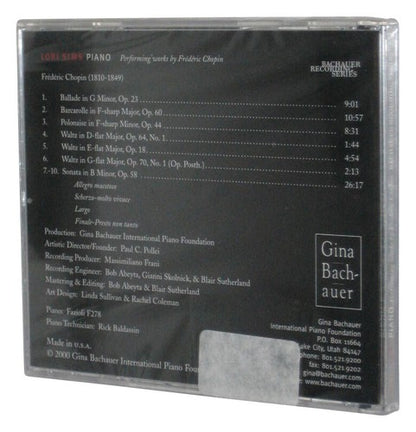 LORI SIMS PIANO Performing works by Frédéric Chopin
BACHAUER
RECORDING
SERIES
Frédéric Chopin (1810-1849)
1. Ballade in G Minor, Op. 23 9:01
2. Barcarolle in F-sharp Major, Op. 60 10:57
3. Polonaise in F-sharp Minor, Op. 44 8:31
4. Waltz in D-flat Major, Op. 64, No. 1 1:44
5. Waltz in E-flat Major, Op. 18 4:54
6. Waltz in G-flat Major, Op. 70, No. 1 (Op. Posth.) 2:13
7.-10. Sonata in B Minor, Op. 58 26:17
Allegro maestoso
Scherzo-molto vivace
Largo
Finale-Presto non tanto
Production: Gina Bachauer International Piano Foundation
Artistic Director/Founder: Paul C. Pollei
Recording Producer: Massimiliano Frani
Recording Engineer: Bob Abeyta, Gianni Skolnick, & Blair Sutherland
Mastering & Editing: Bob Abeyta & Blair Sutherland
Art Design: Linda Sullivan & Rachel Coleman
Piano: Fazioli F278
Piano Technician: Rick Baldassin
Made in U.S.A.
© 2000 Gina Bachauer International Piano
Gina
Bach-
auer
Gina Bachauer
International Piano Foundation
P.O. Box 11664
Lake City, Utah 84147
801.521.9200
fax: 801.521.9202
gina@bachauer.com
www.bachauer.com